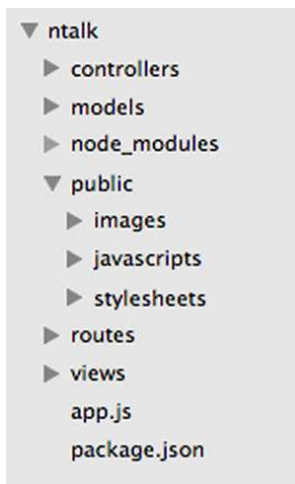 ntalk
controllers
models
node_modules
public
images
javascripts
stylesheets
routes
views
app.js
package.json